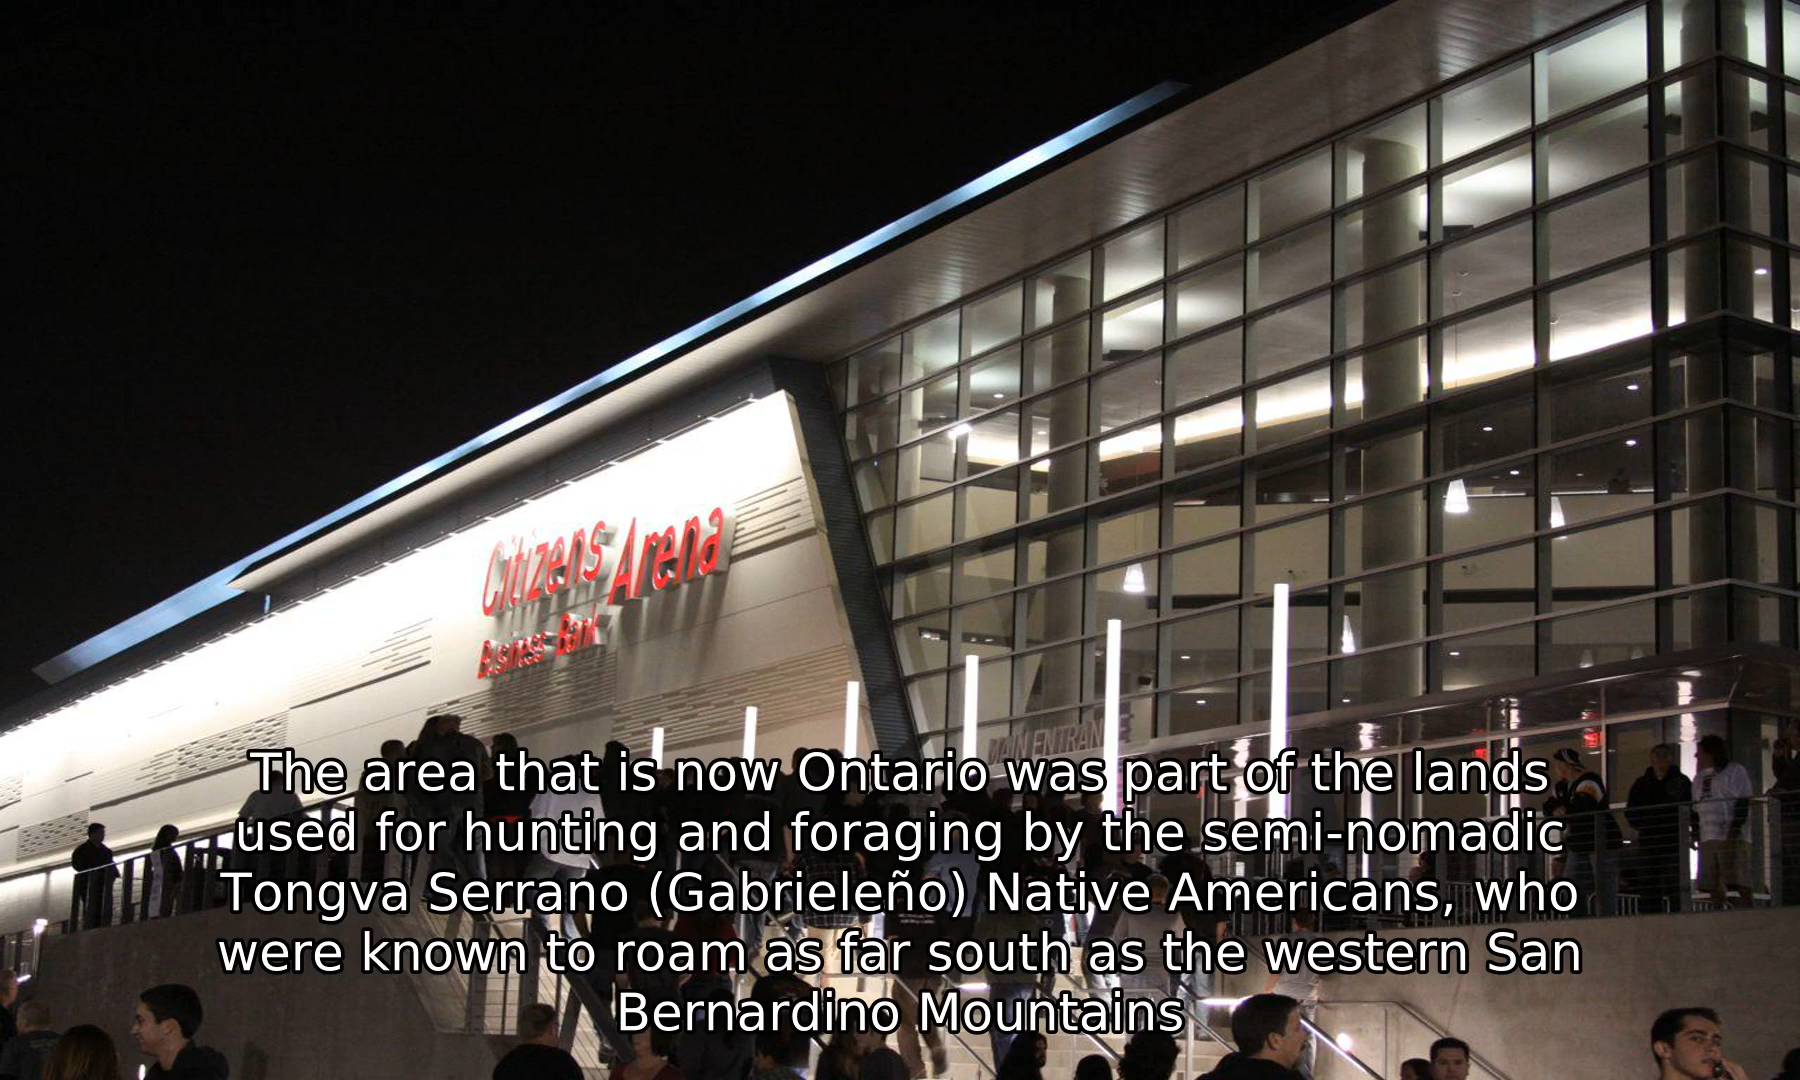 Citizens Arena
Business Bank
MAIN ENTRANCE
The area that is now Ontario was part of the lands
used for hunting and foraging by the semi-nomadic
Tongva Serrano (Gabrieleño) Native Americans, who
were known to roam as far south as the western San
Bernardino Mountains